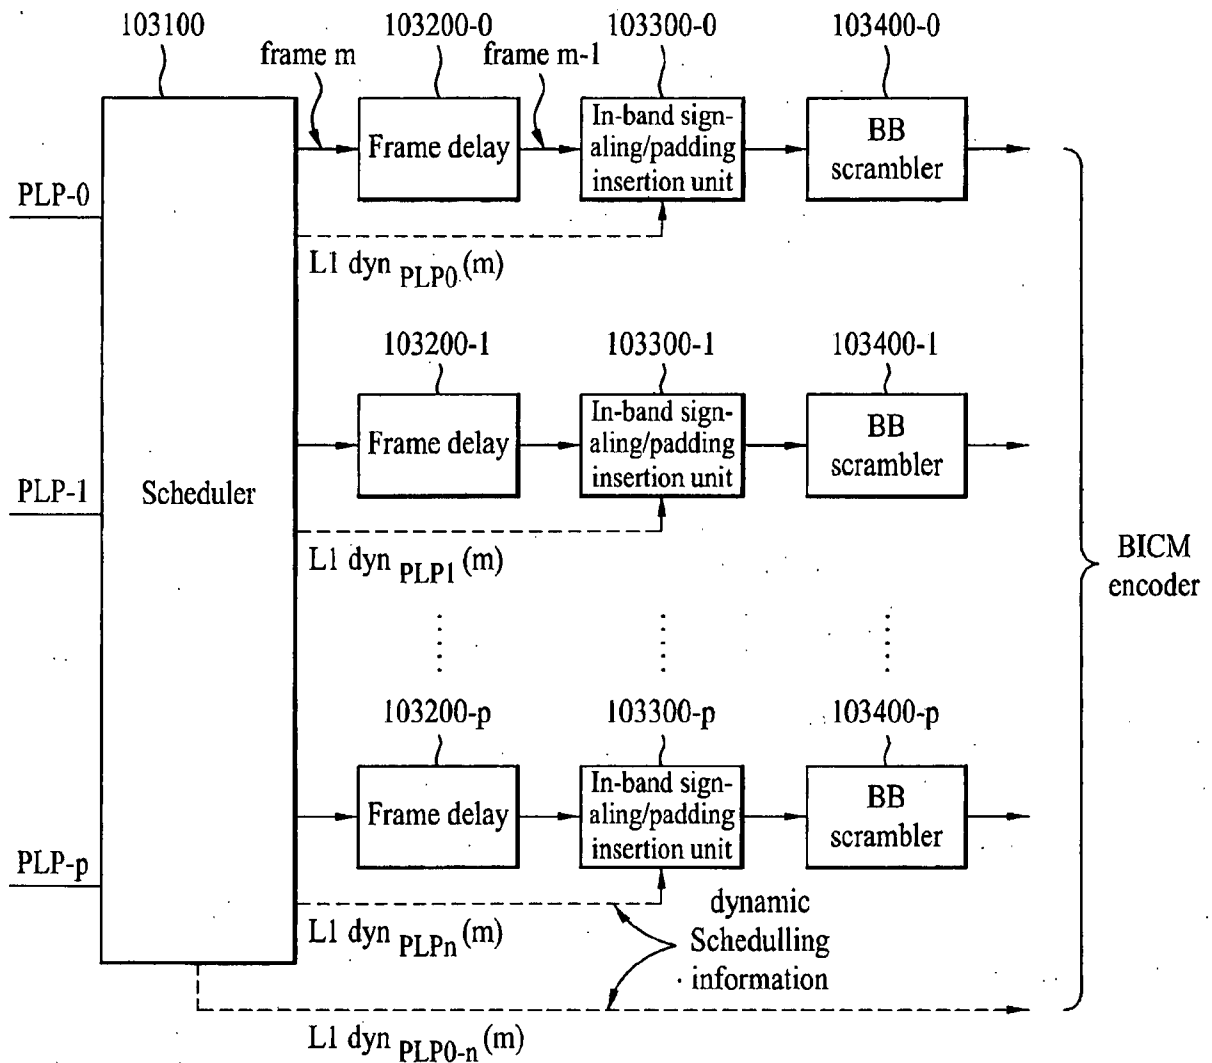 103100
103200-0
103300-0
103400-0
frame m
frame m-1
Frame delay
In-band sign-
aling/padding
insertion unit
BB
scrambler
PLP-0
L1 dyn PLP0 (m)
103200-1
103300-1
103400-1
Frame delay
In-band sign-
aling/padding
insertion unit
BB
scrambler
PLP-1
Scheduler
L1 dyn PLP1 (m)
BICM
encoder
103200-p
103300-p
103400-p
Frame delay
In-band sign-
aling/padding
insertion unit
BB
scrambler
PLP-p
L1 dyn PLPn (m)
dynamic
Schedulling
information
L1 dyn PLP0-n (m)